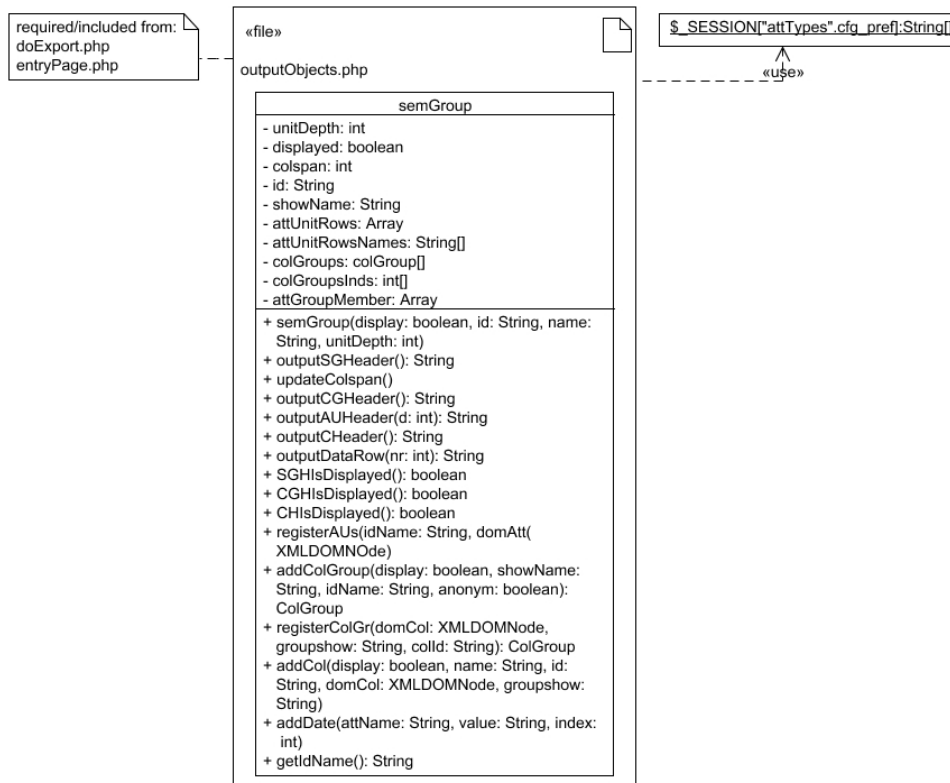 required/included from:
doExport.php
entryPage.php
«file»
outputObjects.php
$_SESSION["attTypes".cfg_pref]:String[]
«use»
semGroup
- unitDepth: int
- displayed: boolean
- colspan: int
- id: String
- showName: String
- attUnitRows: Array
- attUnitRowsNames: String[]
- colGroups: colGroup[]
- colGroupsInds: int[]
- attGroupMember: Array
+ semGroup(display: boolean, id: String, name:
String, unitDepth: int)
+ outputSGHeader(): String
+ updateColspan()
+ outputCGHeader(): String
+ outputAUHeader(d: int): String
+ outputCHeader(): String
+ outputDataRow(nr: int): String
+ SGHIsDisplayed(): boolean
+ CGHIsDisplayed(): boolean
+ CHIsDisplayed(): boolean
+ registerAUs(idName: String, domAtt(
XMLDOMNOde)
+ addColGroup(display: boolean, showName:
String, idName: String, anonym: boolean):
ColGroup
+ registerColGr(domCol: XMLDOMNode,
groupshow: String, colId: String): ColGroup
+ addCol(display: boolean, name: String, id:
String, domCol: XMLDOMNode, groupshow:
String)
+ addDate(attName: String, value: String, index:
int)
+ getIdName(): String